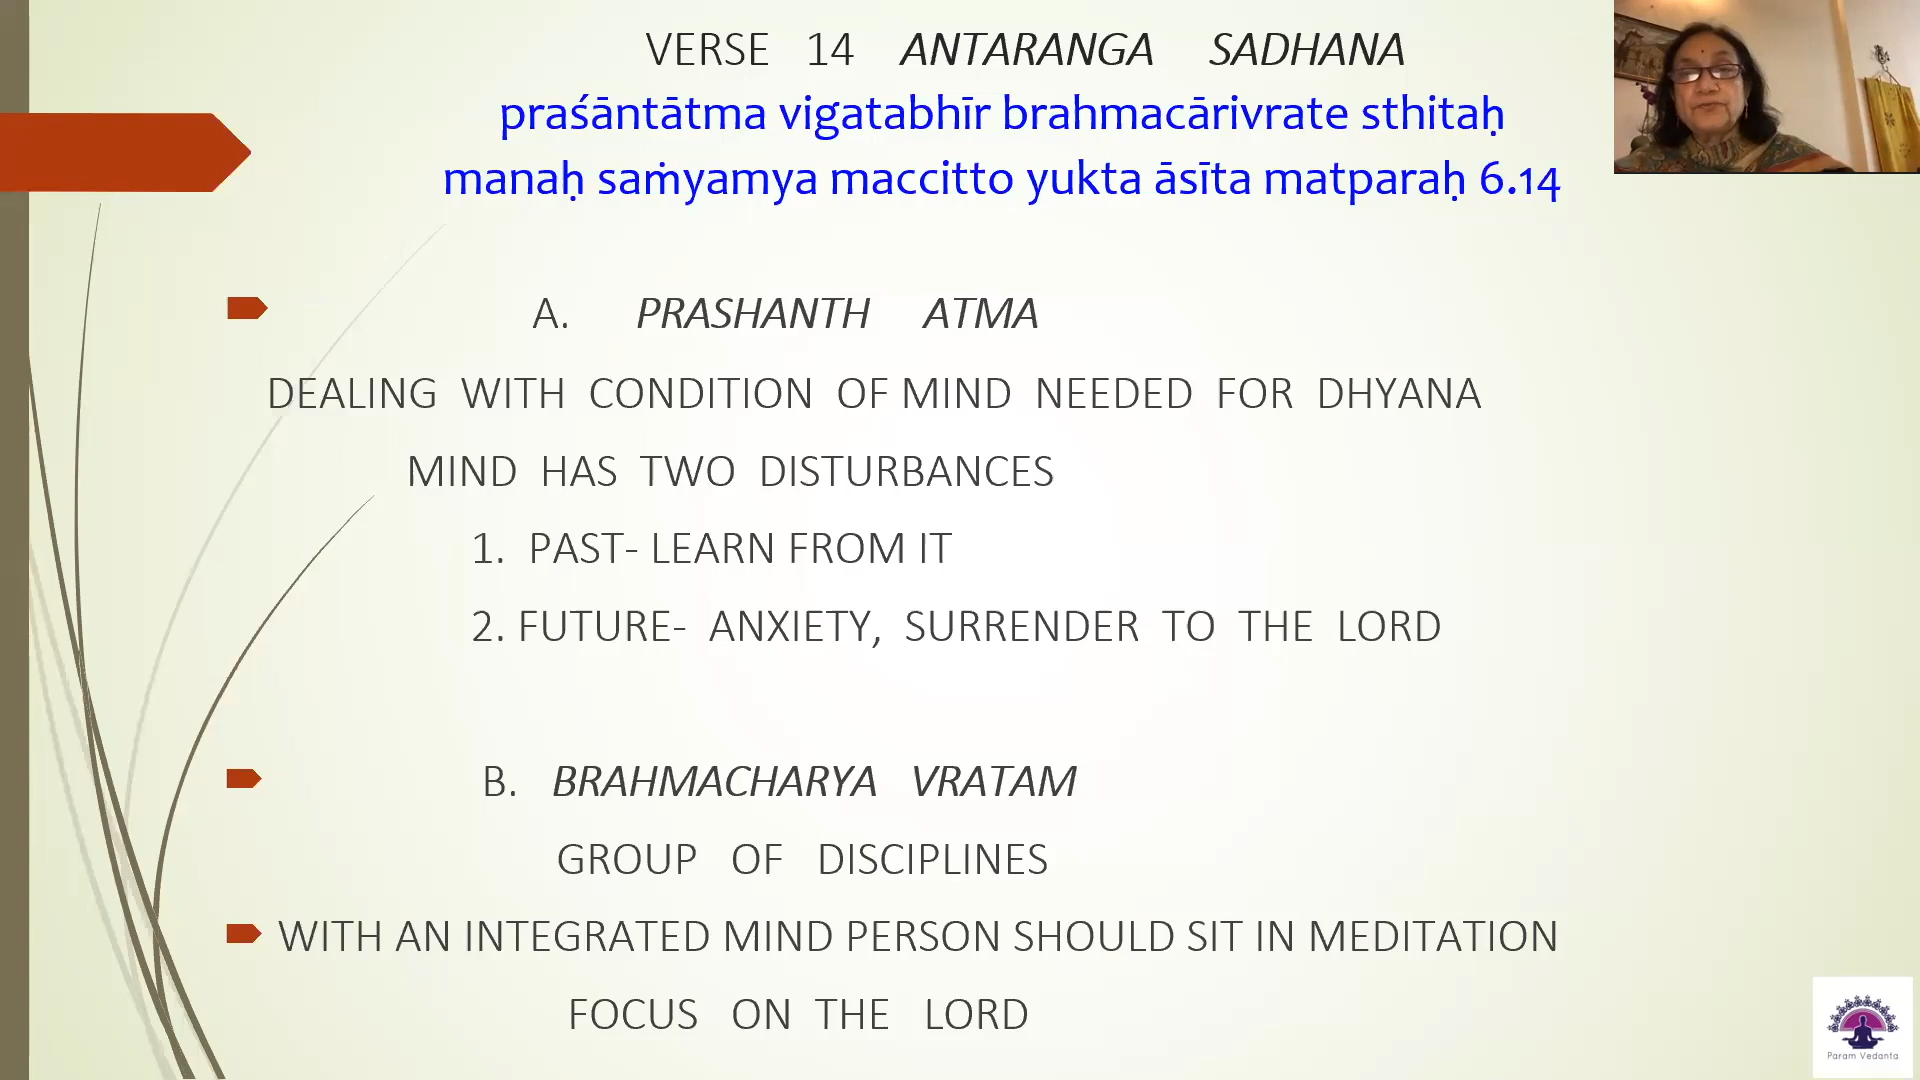 VERSE 14 ANTARANGA SADHANA
praśāntātma vigatabhīr brahmacārivrate sthitaḥ
manaḥ saṁyamya maccitto yukta āsīta matparaḥ 6.14
A. PRASHANTH ATMA
DEALING WITH CONDITION OF MIND NEEDED FOR DHYANA
MIND HAS TWO DISTURBANCES
1. PAST- LEARN FROM IT
2. FUTURE- ANXIETY, SURRENDER TO THE LORD
B. BRAHMACHARYA VRATAM
GROUP OF DISCIPLINES
WITH AN INTEGRATED MIND PERSON SHOULD SIT IN MEDITATION
FOCUS ON THE LORD
Param Vedanta